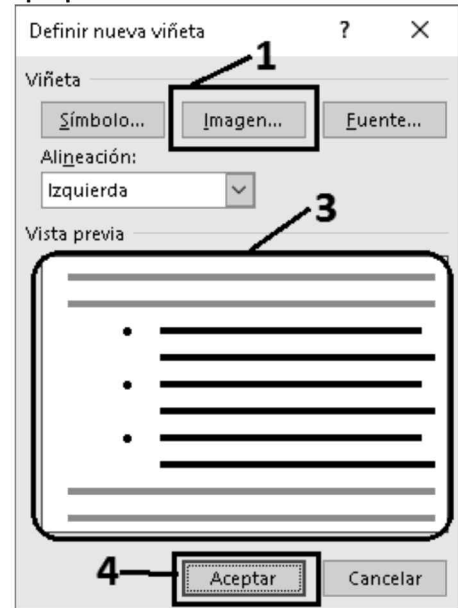 Definir nueva viñeta ? ×
1
Viñeta
Símbolo... Imagen... Fuente...
Alineación:
Izquierda
3
Vista previa
4 Aceptar Cancelar